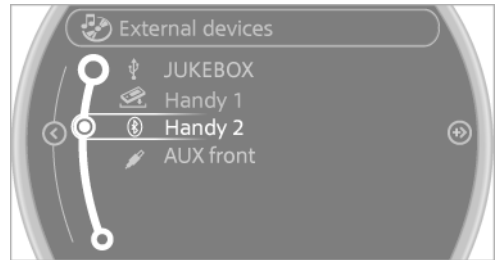 External devices
JUKEBOX
Handy 1
Handy 2
AUX front